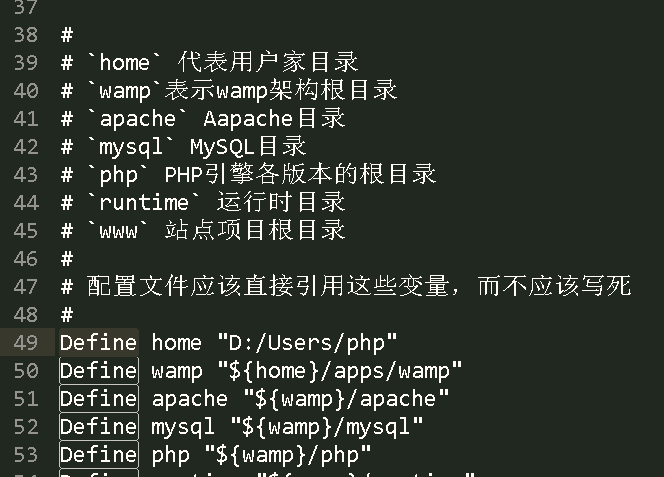 37
38 #
39 # `home` 代表用户家目录
40 # `wamp`表示wamp架构根目录
41 # `apache` Aapache目录
42 # `mysql` MySQL目录
43 # `php` PHP引擎各版本的根目录
44 # `runtime` 运行时目录
45 # `www` 站点项目根目录
46 #
47 # 配置文件应该直接引用这些变量，而不应该写死
48 #
49 Define home "D:/Users/php"
50 Define wamp "${home}/apps/wamp"
51 Define apache "${wamp}/apache"
52 Define mysql "${wamp}/mysql"
53 Define php "${wamp}/php"